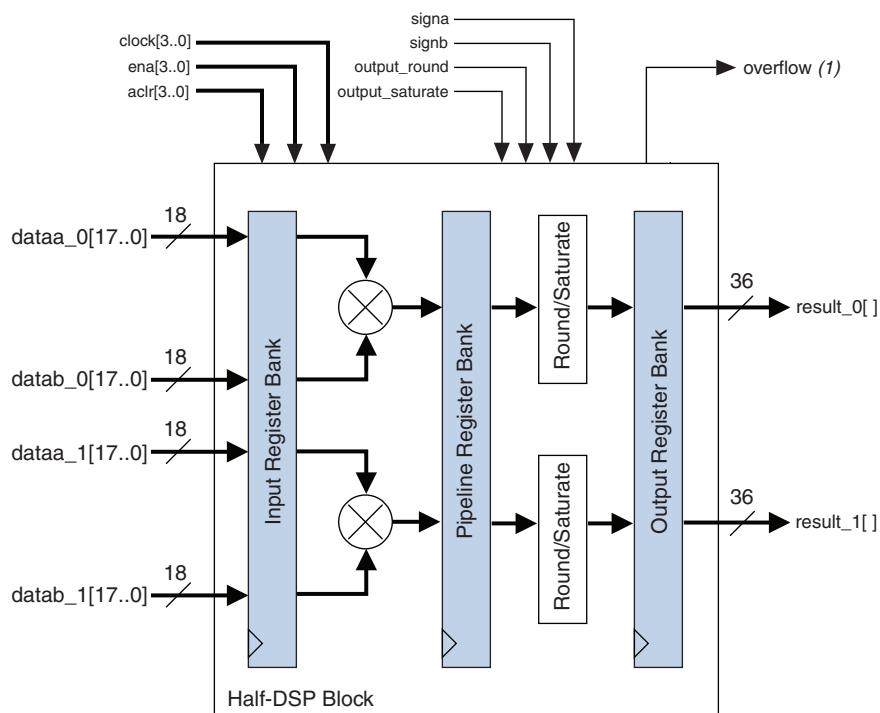 signa
clock[3..0]
signb
ena[3..0]
output_round
overflow (1)
aclr[3..0]
output_saturate
18
dataa_0[17..0]
Input Register Bank
Pipeline Register Bank
Round/Saturate
Output Register Bank
36
result_0[ ]
18
datab_0[17..0]
18
dataa_1[17..0]
Round/Saturate
36
result_1[ ]
18
datab_1[17..0]
Half-DSP Block